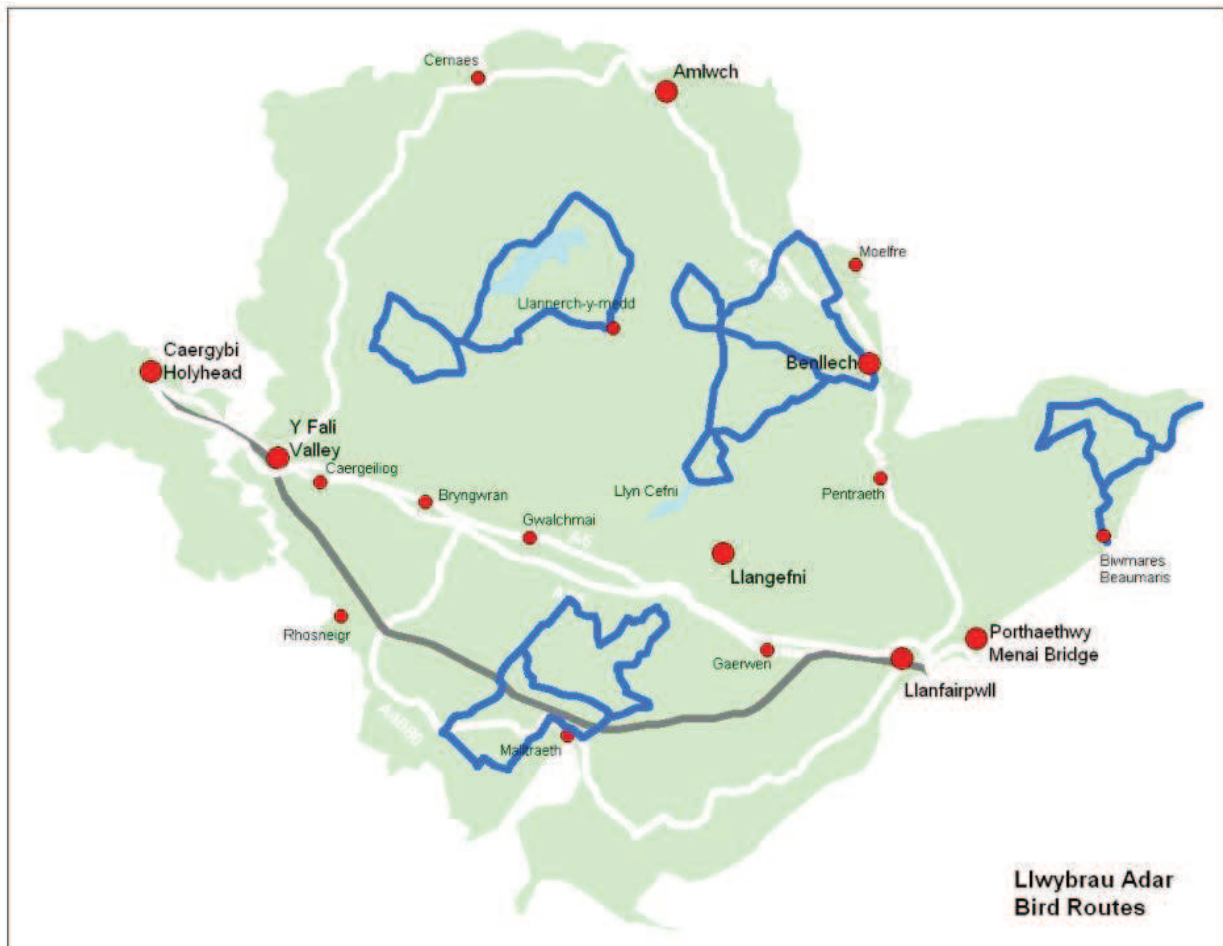 Cemaes
Amlwch
Moelfre
Llannerch-y-medd
Caergybi
Holyhead
Benllech
Y Fali
Valley
Caergeiliog
Bryngwran
Llyn Cefni
Pentraeth
Gwalchmai
A5
Llangefni
Biwmares
Beaumaris
Rhosneigr
Gaerwen
Porthaethwy
Menai Bridge
Llanfairpwll
Malltraeth
Llwybrau Adar
Bird Routes